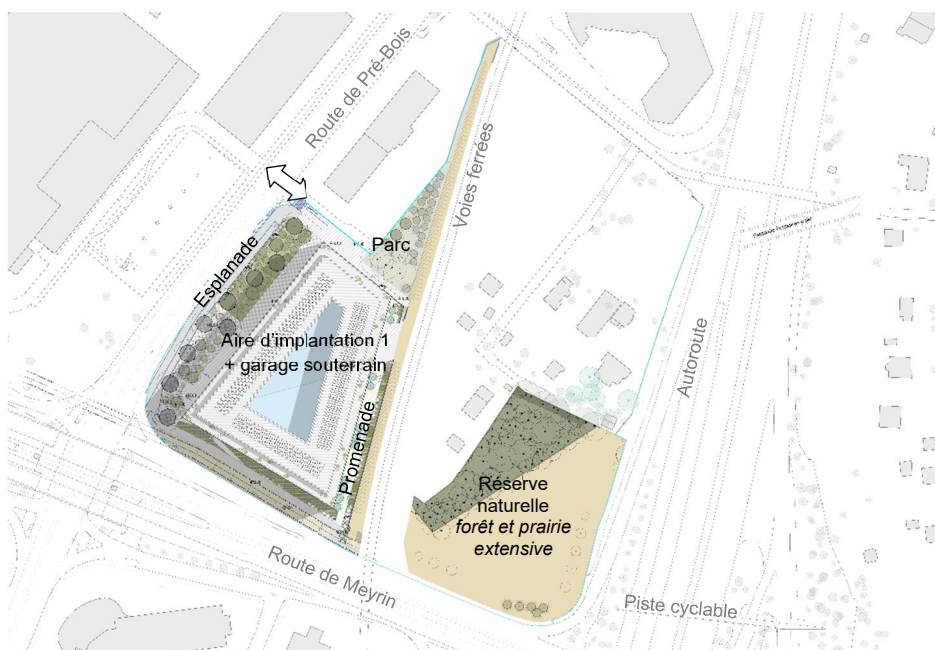 Route de Pré-Bois
Voies ferrées
Esplanade
Parc
Aire d'implantation 1
+ garage souterrain
Promenade
Autoroute
Réserve
naturelle
forêt et prairie
extensive
Route de Meyrin
Piste cyclable